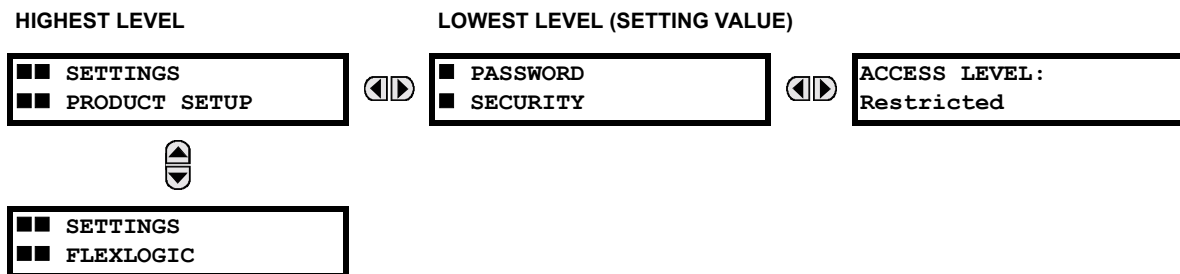 HIGHEST LEVEL
LOWEST LEVEL (SETTING VALUE)
■■ SETTINGS
■■ PRODUCT SETUP
■ PASSWORD
■ SECURITY
ACCESS LEVEL:
Restricted
■■ SETTINGS
■■ FLEXLOGIC